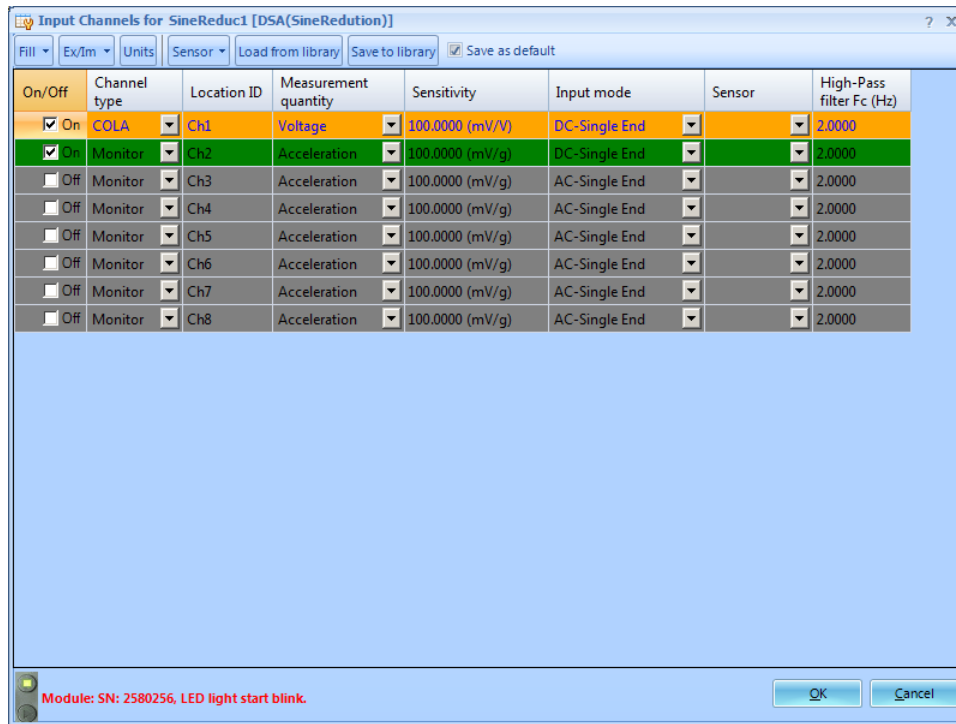 Input Channels for SineReduc1 [DSA(SineRedution)] ? X
Fill Ex/Im Units Sensor Load from library Save to library Save as default
On/Off Channel type Location ID Measurement quantity Sensitivity Input mode Sensor High-Pass filter Fc (Hz)
On COLA Ch1 Voltage 100.0000 (mV/V) DC-Single End 2.0000
On Monitor Ch2 Acceleration 100.0000 (mV/g) DC-Single End 2.0000
Off Monitor Ch3 Acceleration 100.0000 (mV/g) AC-Single End 2.0000
Off Monitor Ch4 Acceleration 100.0000 (mV/g) AC-Single End 2.0000
Off Monitor Ch5 Acceleration 100.0000 (mV/g) AC-Single End 2.0000
Off Monitor Ch6 Acceleration 100.0000 (mV/g) AC-Single End 2.0000
Off Monitor Ch7 Acceleration 100.0000 (mV/g) AC-Single End 2.0000
Off Monitor Ch8 Acceleration 100.0000 (mV/g) AC-Single End 2.0000
Module: SN: 2580256, LED light start blink. OK Cancel